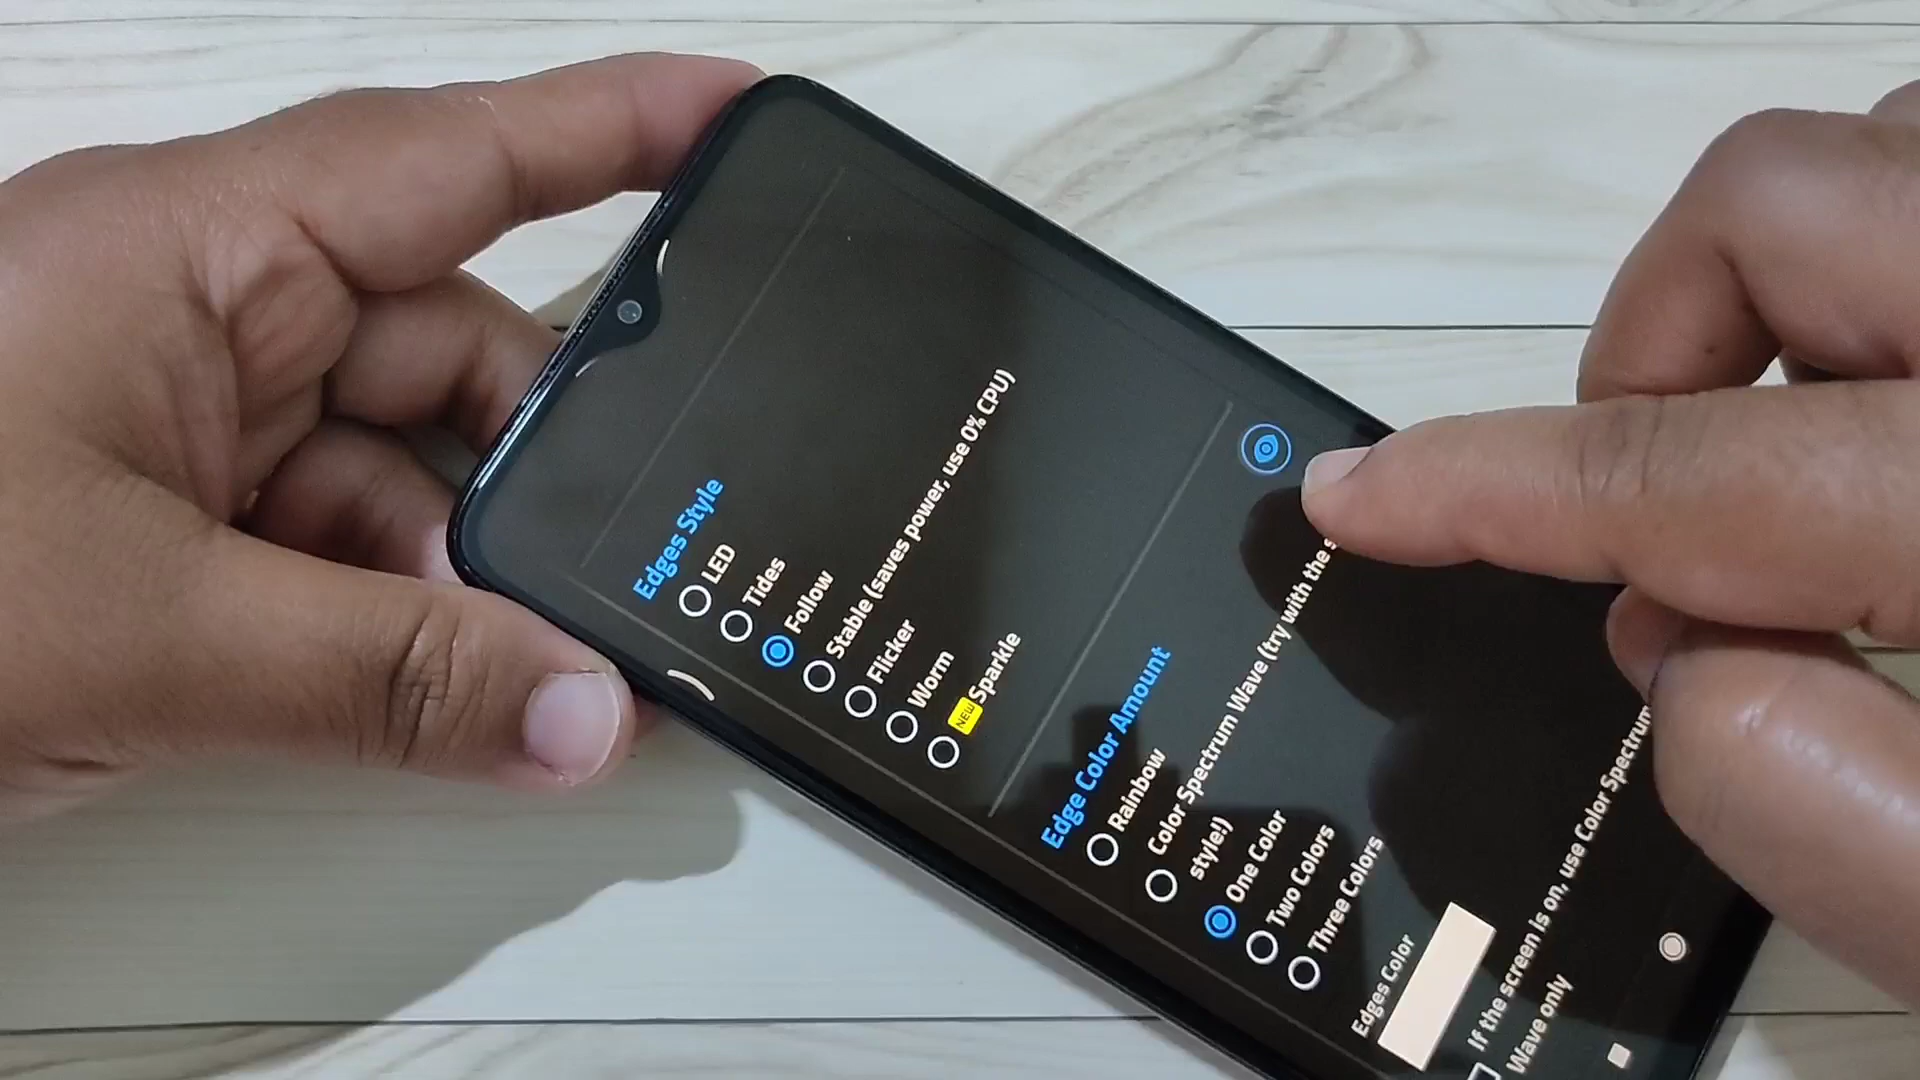 Edges Style
LED
Tides
Follow
Stable (saves power, use 0% CPU)
Flicker
Worm
NEW Sparkle
Edge Color Amount
Rainbow
Color Spectrum Wave (try with the
style!)
One Color
Two Colors
Three Colors
Edges Color
If the screen is on, use Color Spectrum
Wave only